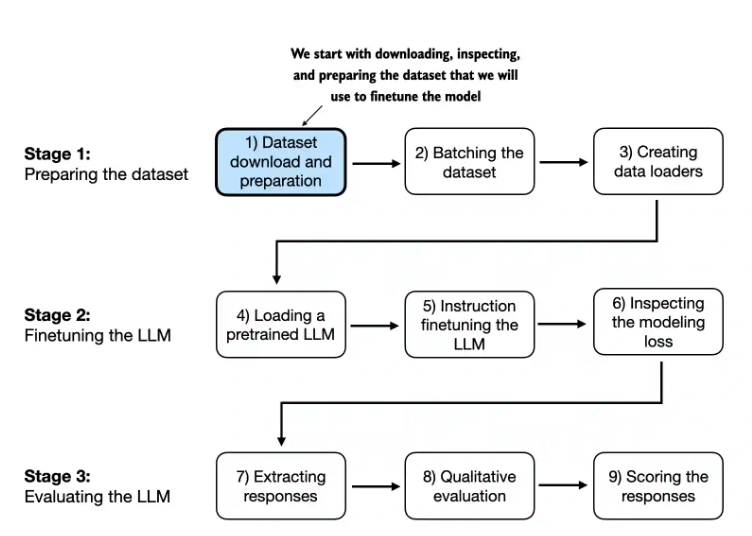 We start with downloading, inspecting,
and preparing the dataset that we will
use to finetune the model
Stage 1:
Preparing the dataset
1) Dataset
download and
preparation
2) Batching the
dataset
3) Creating
data loaders
Stage 2:
Finetuning the LLM
4) Loading a
pretrained LLM
5) Instruction
finetuning the
LLM
6) Inspecting
the modeling
loss
Stage 3:
Evaluating the LLM
7) Extracting
responses
8) Qualitative
evaluation
9) Scoring the
responses